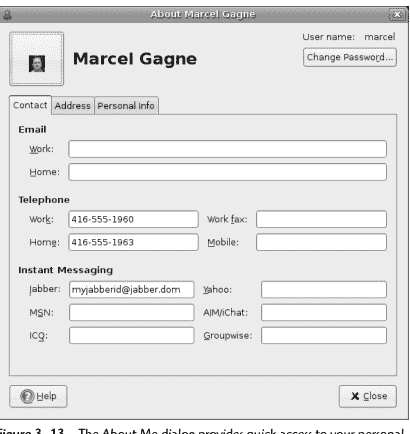 About Marcel Gagne
User name: marcel
Marcel Gagne
Change Password...
Contact Address Personal Info
Email
Work:
Home:
Telephone
Work: 416-555-1960 Work fax:
Home: 416-555-1963 Mobile:
Instant Messaging
Jabber: myjabberid@jabber.dom Yahoo:
MSN: AIM/iChat:
ICQ: Groupwise:
Help Close
Figure 3-13 The About Me dialog provides quick access to your personal